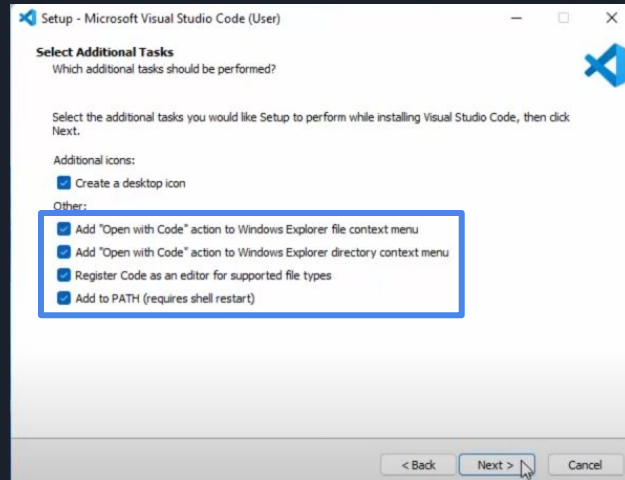 Setup - Microsoft Visual Studio Code (User)
Select Additional Tasks
Which additional tasks should be performed?
Select the additional tasks you would like Setup to perform while installing Visual Studio Code, then click
Next.
Additional icons:
Create a desktop icon
Other:
Add "Open with Code" action to Windows Explorer file context menu
Add "Open with Code" action to Windows Explorer directory context menu
Register Code as an editor for supported file types
Add to PATH (requires shell restart)
< Back Next > Cancel